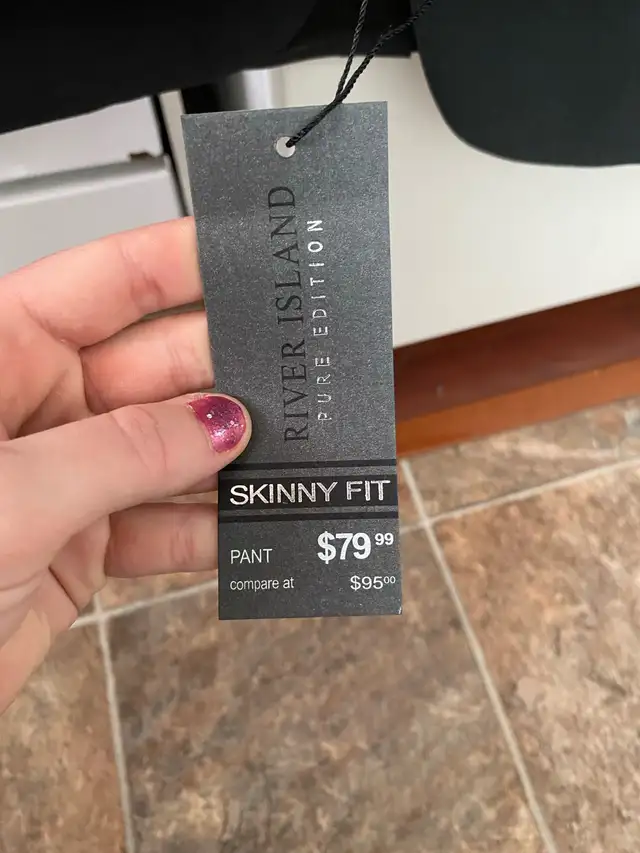 RIVER ISLAND
PURE EDITION
SKINNY FIT
PANT $79.99
compare at $95.00